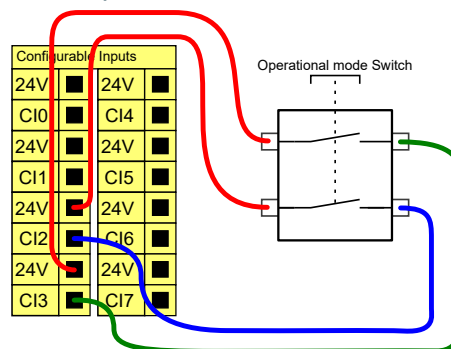 Configurable Inputs
Operational mode Switch
24V 24V
CI0 CI4
24V 24V
CI1 CI5
24V 24V
CI2 CI6
24V 24V
CI3 CI7